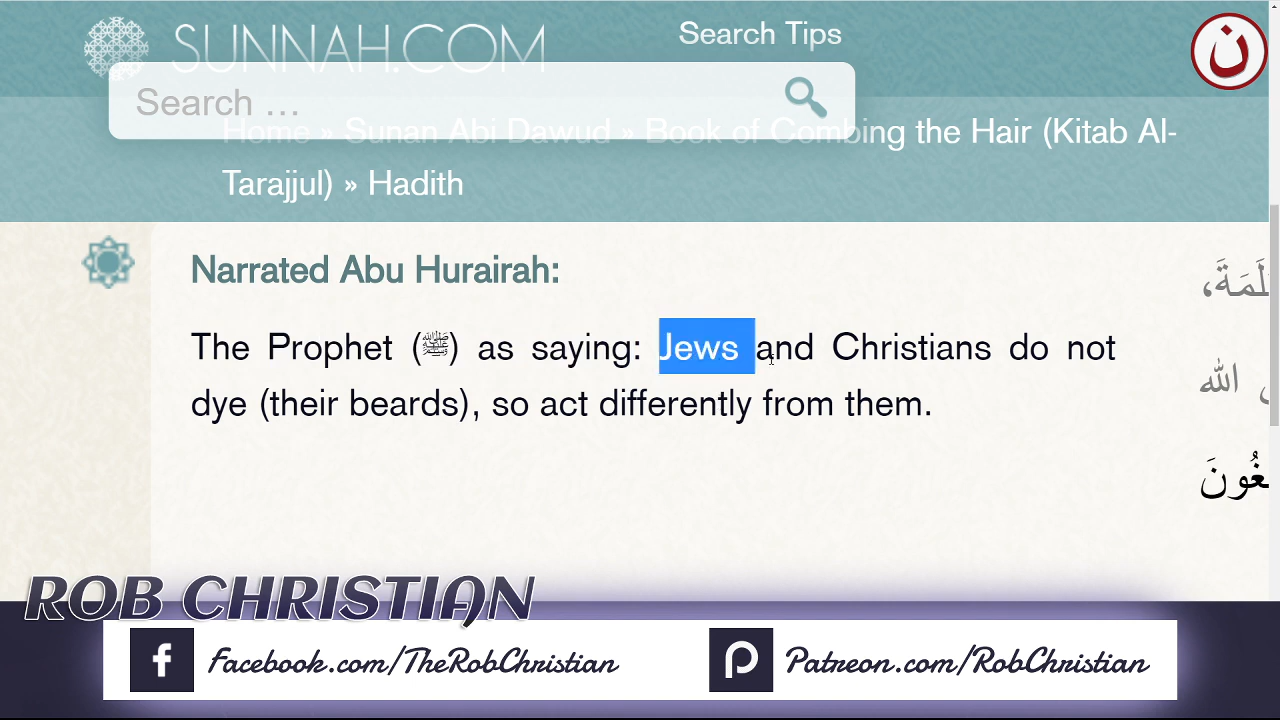 SUNNAH.COM
Search Tips
ن
Search ...
Home » Sunan Abi Dawud » Book of Combing the Hair (Kitab Al-
Tarajjul) » Hadith
Narrated Abu Hurairah:
The Prophet (ﷺ) as saying: Jews and Christians do not
dye (their beards), so act differently from them.
الله
ROB CHRISTIAN
Facebook.com/TheRobChristian
Patreon.com/RobChristian